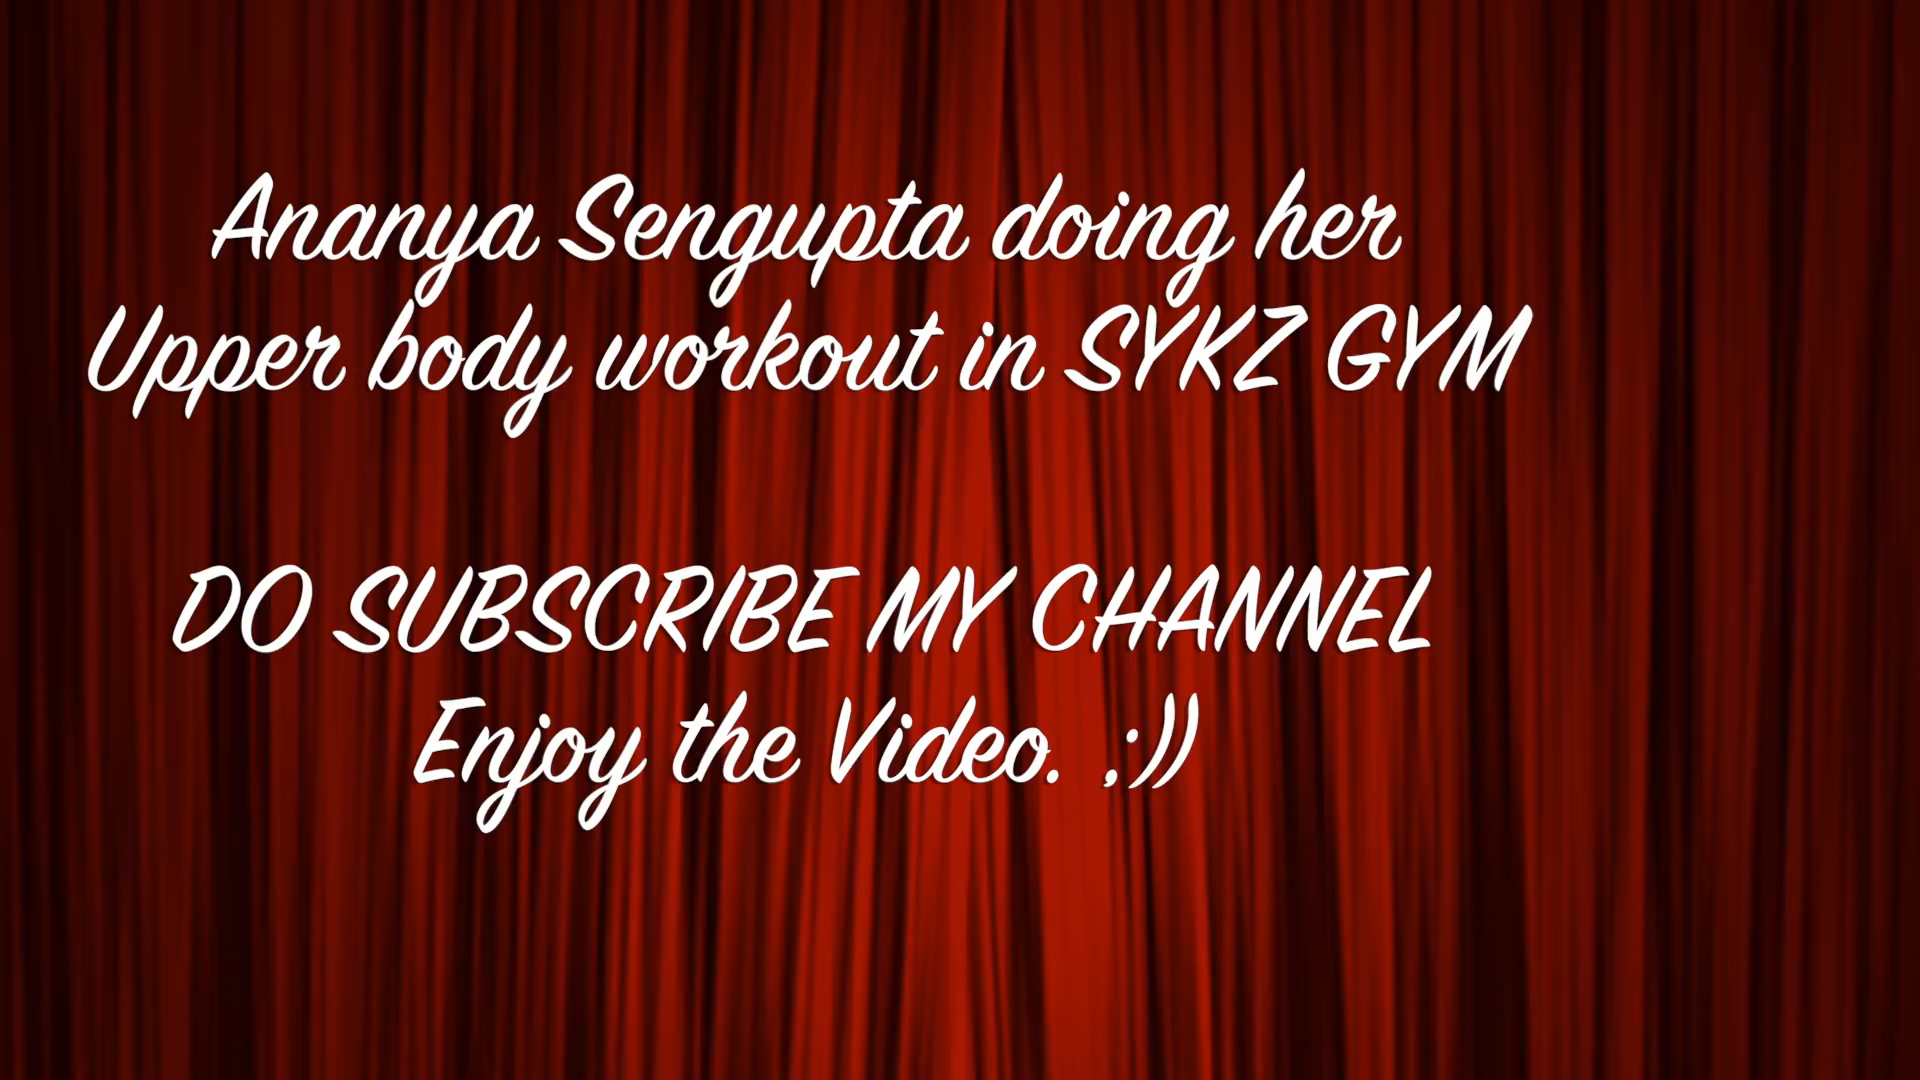 Ananya Sengupta doing her
Upper body workout in SYKZ GYM
DO SUBSCRIBE MY CHANNEL
Enjoy the Video. ;))